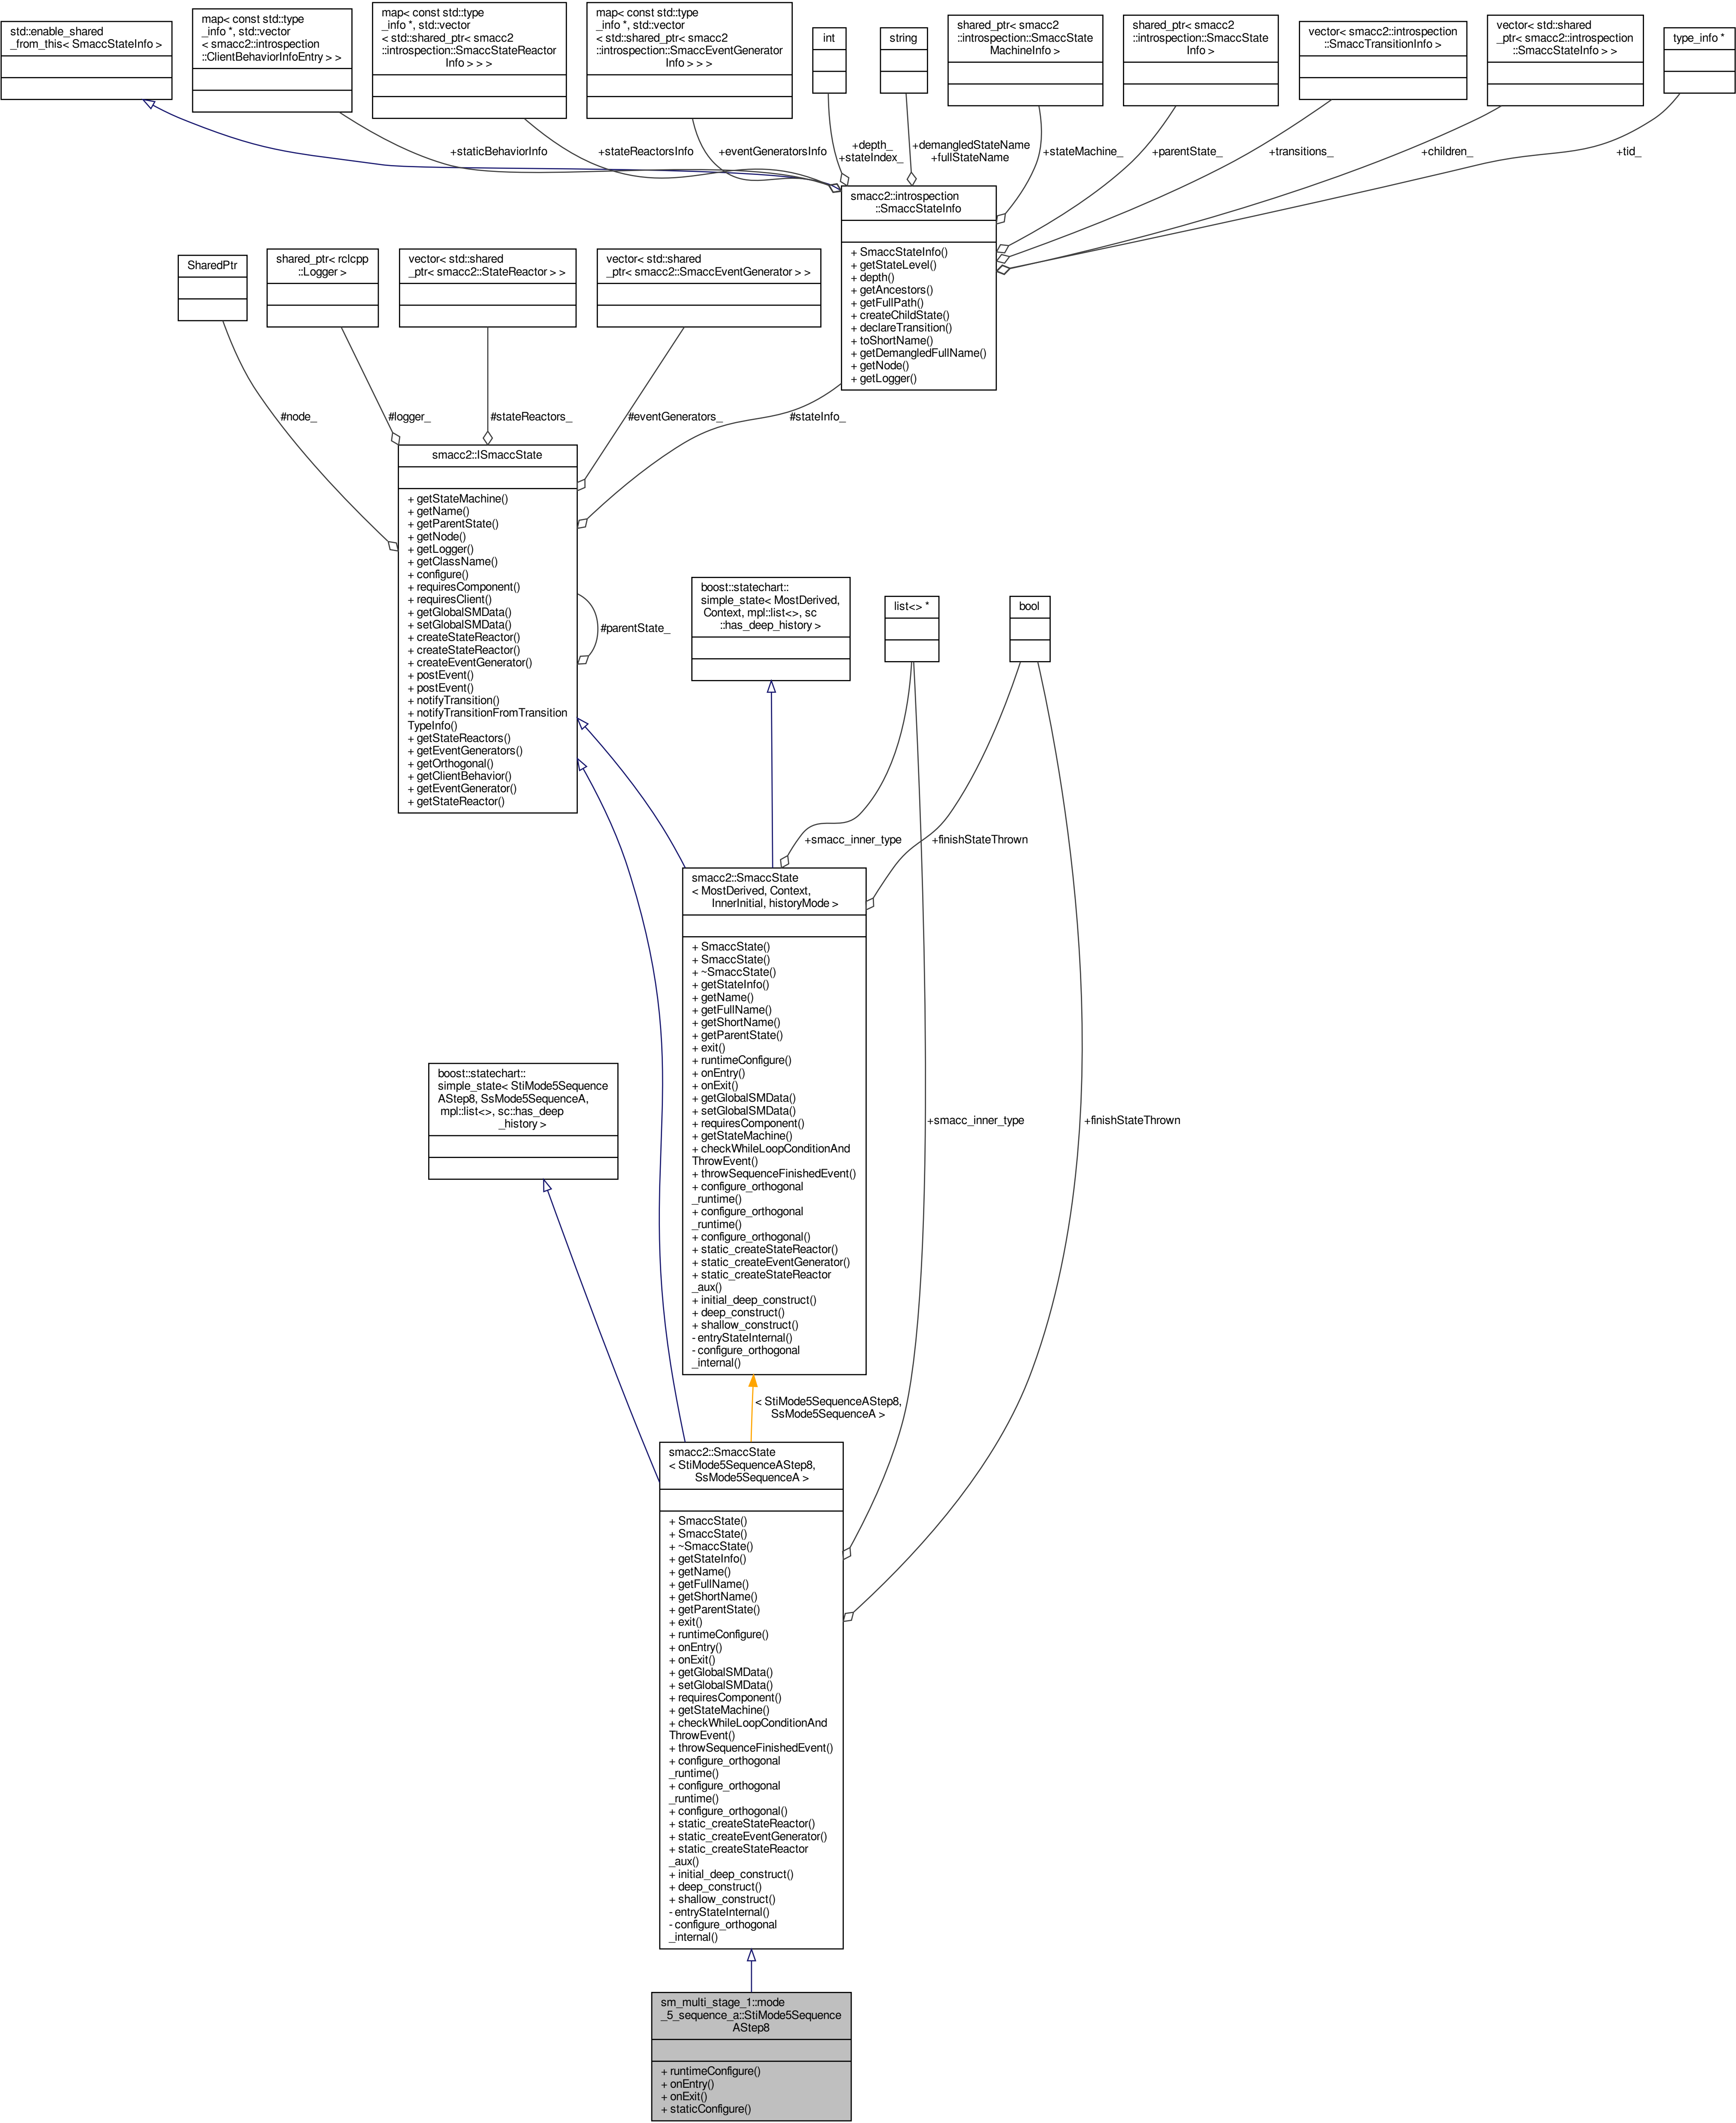 std::enable_shared
_from_this< SmaccStateInfo >
map< const std::type
_info *, std::vector
< smacc2::introspection
::ClientBehaviorInfoEntry > >
map< const std::type
_info *, std::vector
< std::shared_ptr< smacc2
::introspection::SmaccStateReactor
Info > > >
map< const std::type
_info *, std::vector
< std::shared_ptr< smacc2
::introspection::SmaccEventGenerator
Info > > >
int
string
shared_ptr< smacc2
::introspection::SmaccState
MachineInfo >
shared_ptr< smacc2
::introspection::SmaccState
Info >
vector< smacc2::introspection
::SmaccTransitionInfo >
vector< std::shared
_ptr< smacc2::introspection
::SmaccStateInfo > >
type_info *
+staticBehaviorInfo
+stateReactorsInfo
+eventGeneratorsInfo
+depth_
+stateIndex_
+demangledStateName
+fullStateName
+stateMachine_
+parentState_
+transitions_
+children_
+tid_
smacc2::introspection
::SmaccStateInfo
+ SmaccStateInfo()
+ getStateLevel()
+ depth()
+ getAncestors()
+ getFullPath()
+ createChildState()
+ declareTransition()
+ toShortName()
+ getDemangledFullName()
+ getNode()
+ getLogger()
SharedPtr
shared_ptr< rclcpp
::Logger >
vector< std::shared
_ptr< smacc2::StateReactor > >
vector< std::shared
_ptr< smacc2::SmaccEventGenerator > >
#node_
#logger_
#stateReactors_
#eventGenerators_
#stateInfo_
smacc2::ISmaccState
+ getStateMachine()
+ getName()
+ getParentState()
+ getNode()
+ getLogger()
+ getClassName()
+ configure()
+ requiresComponent()
+ requiresClient()
+ getGlobalSMData()
+ setGlobalSMData()
+ createStateReactor()
+ createStateReactor()
+ createEventGenerator()
+ postEvent()
+ postEvent()
+ notifyTransition()
+ notifyTransitionFromTransition
TypeInfo()
+ getStateReactors()
+ getEventGenerators()
+ getOrthogonal()
+ getClientBehavior()
+ getEventGenerator()
+ getStateReactor()
#parentState_
boost::statechart::
simple_state< MostDerived,
Context, mpl::list<>, sc
::has_deep_history >
list<> *
bool
+smacc_inner_type
+finishStateThrown
smacc2::SmaccState
< MostDerived, Context,
InnerInitial, historyMode >
+ SmaccState()
+ SmaccState()
+ ~SmaccState()
+ getStateInfo()
+ getName()
+ getFullName()
+ getShortName()
+ getParentState()
+ exit()
+ runtimeConfigure()
+ onEntry()
+ onExit()
+ getGlobalSMData()
+ setGlobalSMData()
+ requiresComponent()
+ getStateMachine()
+ checkWhileLoopConditionAnd
ThrowEvent()
+ throwSequenceFinishedEvent()
+ configure_orthogonal
_runtime()
+ configure_orthogonal
_runtime()
+ configure_orthogonal()
+ static_createStateReactor()
+ static_createEventGenerator()
+ static_createStateReactor
_aux()
+ initial_deep_construct()
+ deep_construct()
+ shallow_construct()
- entryStateInternal()
- configure_orthogonal
_internal()
boost::statechart::
simple_state< StiMode5Sequence
AStep8, SsMode5SequenceA,
mpl::list<>, sc::has_deep
_history >
+smacc_inner_type
+finishStateThrown
< StiMode5SequenceAStep8,
SsMode5SequenceA >
smacc2::SmaccState
< StiMode5SequenceAStep8,
SsMode5SequenceA >
+ SmaccState()
+ SmaccState()
+ ~SmaccState()
+ getStateInfo()
+ getName()
+ getFullName()
+ getShortName()
+ getParentState()
+ exit()
+ runtimeConfigure()
+ onEntry()
+ onExit()
+ getGlobalSMData()
+ setGlobalSMData()
+ requiresComponent()
+ getStateMachine()
+ checkWhileLoopConditionAnd
ThrowEvent()
+ throwSequenceFinishedEvent()
+ configure_orthogonal
_runtime()
+ configure_orthogonal
_runtime()
+ configure_orthogonal()
+ static_createStateReactor()
+ static_createEventGenerator()
+ static_createStateReactor
_aux()
+ initial_deep_construct()
+ deep_construct()
+ shallow_construct()
- entryStateInternal()
- configure_orthogonal
_internal()
sm_multi_stage_1::mode
_5_sequence_a::StiMode5Sequence
AStep8
+ runtimeConfigure()
+ onEntry()
+ onExit()
+ staticConfigure()